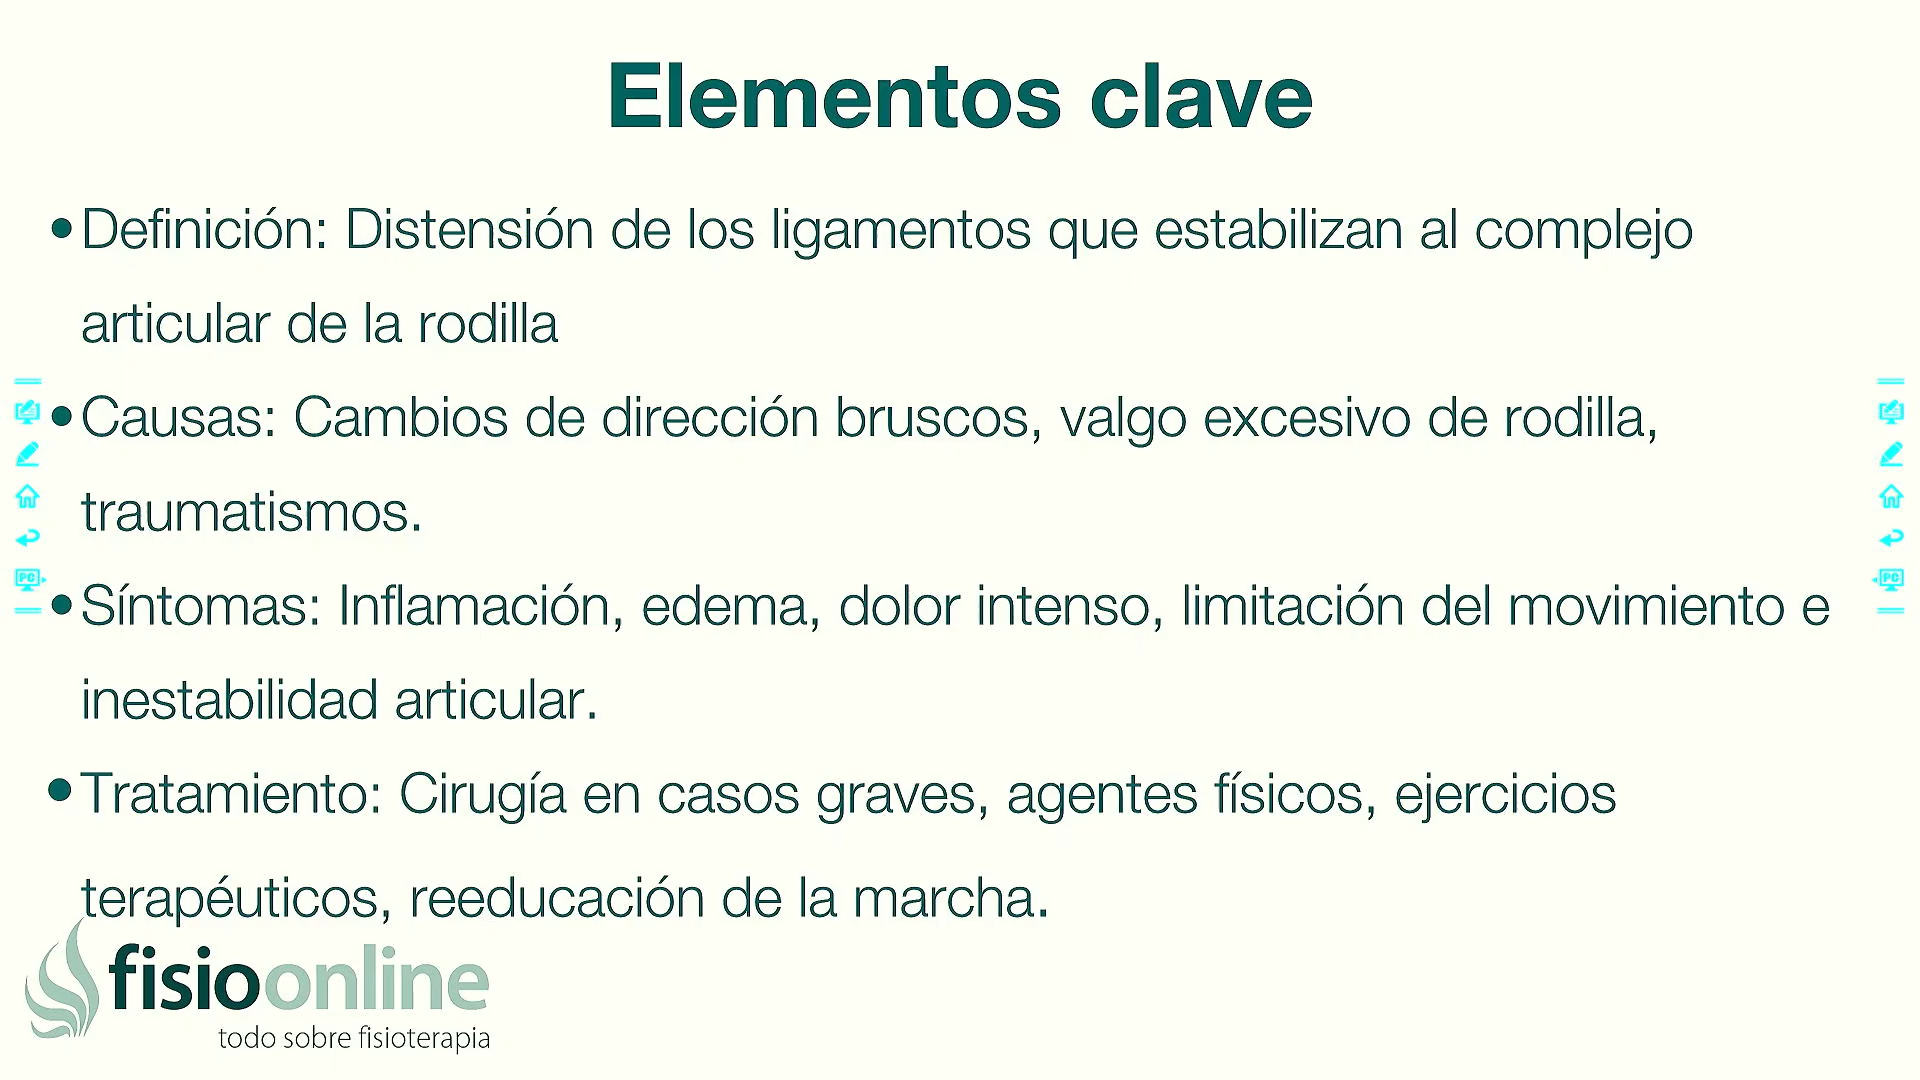 Elementos clave
•Definición: Distensión de los ligamentos que estabilizan al complejo
articular de la rodilla
•Causas: Cambios de dirección bruscos, valgo excesivo de rodilla,
traumatismos.
•Síntomas: Inflamación, edema, dolor intenso, limitación del movimiento e
inestabilidad articular.
•Tratamiento: Cirugía en casos graves, agentes físicos, ejercicios
terapéuticos, reeducación de la marcha.
fisioonline
todo sobre fisioterapia
PC
PC